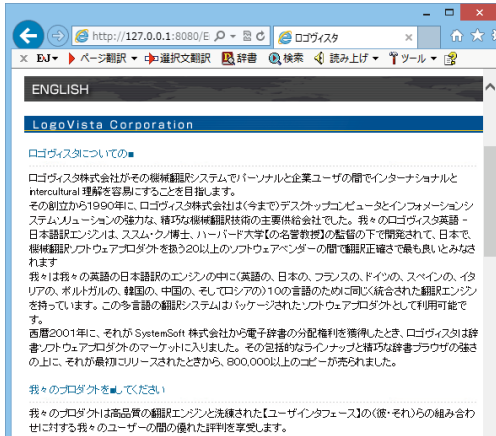 http://127.0.0.1:8080/E
ロゴヴィスタ
EJ ページ翻訳 選択文翻訳 辞書 検索 読み上げ ツール
ENGLISH
LogoVista Corporation
ロゴヴィスタについての■
ロゴヴィスタ株式会社がその機械翻訳システムでパーソナルと企業ユーザの間でインターナショナルと
intercultural 理解を容易にすることを目指します。
その創立から1990年に、ロゴヴィスタ社は(今まで)デスクトップコンピュータとインフォメーションシ
ステムソリューションの強力な、精巧な機械翻訳技術の主要供給会社でした。我々のロゴヴィスタ英語 -
日本語翻訳エンジンは、ススム・クノ博士、ハーバード大学【の名誉教授】の監督の下で開発されて、日本で、
機械翻訳ソフトウェアプロダクトを扱う20以上のソフトウェアベンダーの間で翻訳正確さで最も良いとみなさ
れます
我々は我々の英語の日本語訳のエンジンの中に(英語の、日本の、フランスの、ドイツの、スペインの、イタ
リアの、ポルトガルの、韓国の、中国の、そしてロシアの)10の言語のために同じく統合された翻訳エンジン
を持っています。この多言語の翻訳システムはパッケージされたソフトウェアプロダクトとして利用可能で
す。
西暦2001年に、それが SystemSoft 株式会社から電子辞書の分配権利を獲得したとき、ロゴヴィスタは辞
書ソフトウェアプロダクトのマーケットに入りました。その包括的なラインナップと精巧な辞書ブラウザの強さ
の上に、それが最初にリリースされたときから、800,000以上のコピーが売られました。
我々のプロダクトを■してください
我々のプロダクトは高品質の翻訳エンジンと洗練された【ユーザインタフェース】の(彼・それ)らの組み合わ
せに対する我々のユーザーの間の優れた評判を享受します。